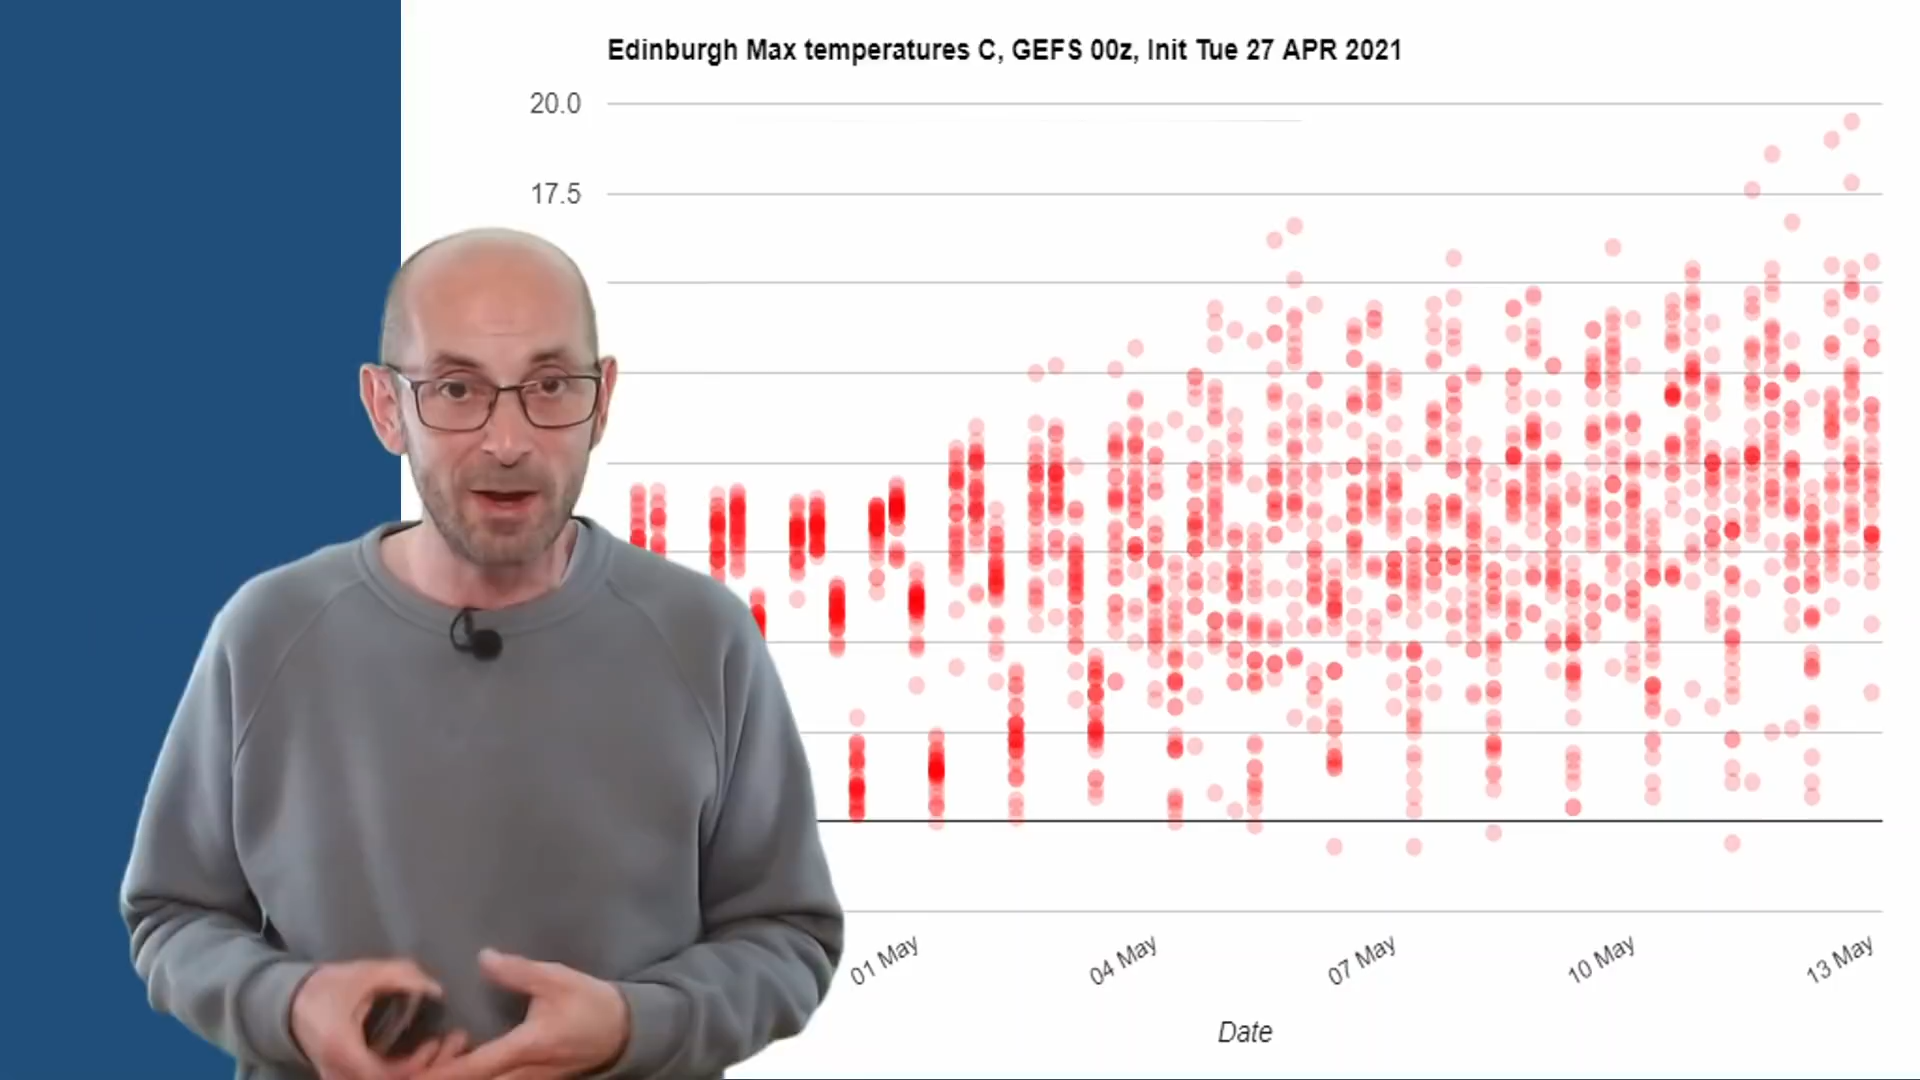 Edinburgh Max temperatures C, GEFS 00z, Init Tue 27 APR 2021
20.0
17.5
01 May
04 May
07 May
10 May
13 May
Date